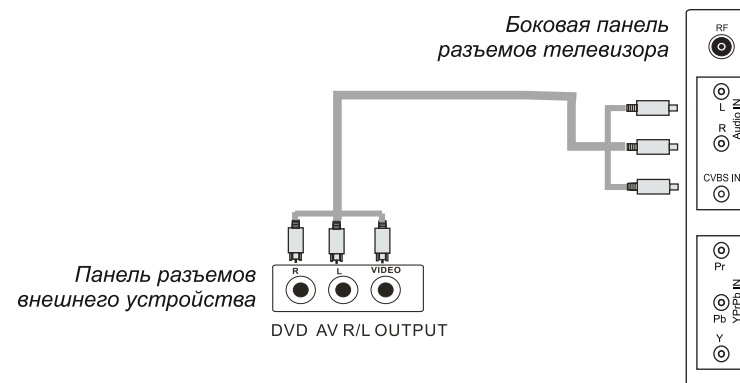 Боковая панель
разъемов телевизора
RF
L
R
Audio IN
CVBS IN
Pr
Pb
Y
YPrPb IN
Панель разъемов
внешнего устройства
R
L
VIDEO
DVD AV R/L OUTPUT